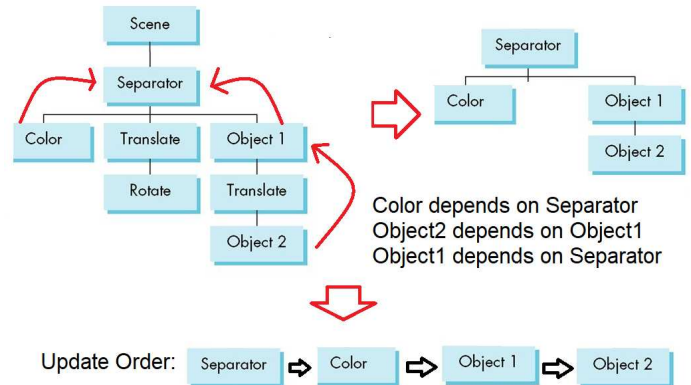 Scene
Separator
Color
Translate
Object 1
Rotate
Translate
Object 2
Separator
Color
Object 1
Object 2
Color depends on Separator
Object2 depends on Object1
Object1 depends on Separator
Update Order: Separator Color Object 1 Object 2